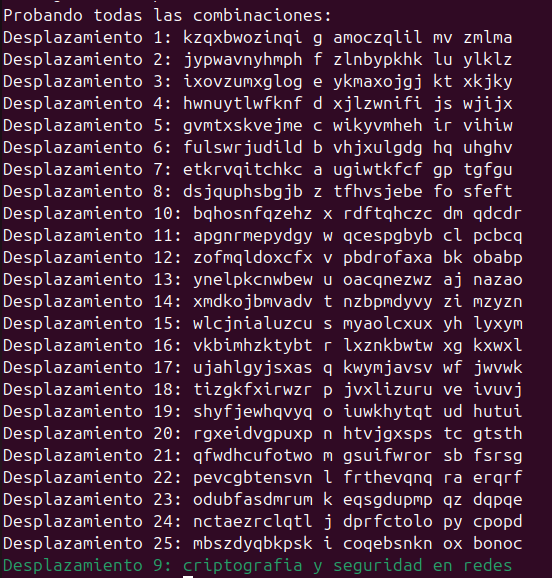 Probando todas las combinaciones:
Desplazamiento 1: kzqxbwozinqi g amoczqlil mv zmlma
Desplazamiento 2: jypwavnyhmph f zlnbypkhk lu ylklz
Desplazamiento 3: ixovzumxglog e ykmaxojgj kt xkjky
Desplazamiento 4: hwnuytlwfknf d xjlzwnifi js wjijx
Desplazamiento 5: gvmtxskvejme c wikyvmheh ir vihiw
Desplazamiento 6: fulswrjudild b vhjxulgdg hq uhghv
Desplazamiento 7: etkrvqitchkc a ugiwtkfcf gp tgfgu
Desplazamiento 8: dsjquphsbgjb z tfhvsjebe fo sfeft
Desplazamiento 10: bqhosnfqzehz x rdftqhczc dm qdcdr
Desplazamiento 11: apgnrmepydgy w qcespgbyb cl pcbcq
Desplazamiento 12: zofmqldoxcfx v pbdrofaxa bk obabp
Desplazamiento 13: ynelpkcnwbew u oacqnezwz aj nazao
Desplazamiento 14: xmdkojbmvadv t nzbpmdyvy zi mzyzn
Desplazamiento 15: wlcjnialuzcu s myaolcxux yh lyxym
Desplazamiento 16: vkbimhzktybt r lxznkbwtw xg kxwxl
Desplazamiento 17: ujahlgyjsxas q kwymjavsv wf jwvwk
Desplazamiento 18: tizgkfxirwzr p jvxlizuru ve ivuvj
Desplazamiento 19: shyfjewhqvyq o iuwkhytqt ud hutui
Desplazamiento 20: rgxeidvgpuxp n htvjgxsps tc gtsth
Desplazamiento 21: qfwdhcufotwo m gsuifwror sb fsrsg
Desplazamiento 22: pevcgbtensvn l frthevqnq ra erqrf
Desplazamiento 23: odubfasdmrum k eqsgdupmp qz dqpqe
Desplazamiento 24: nctaezrclqtl j dprfctolo py cpopd
Desplazamiento 25: mbszdyqbkpsk i coqebsnkn ox bonoc
Desplazamiento 9: criptografia y seguridad en redes